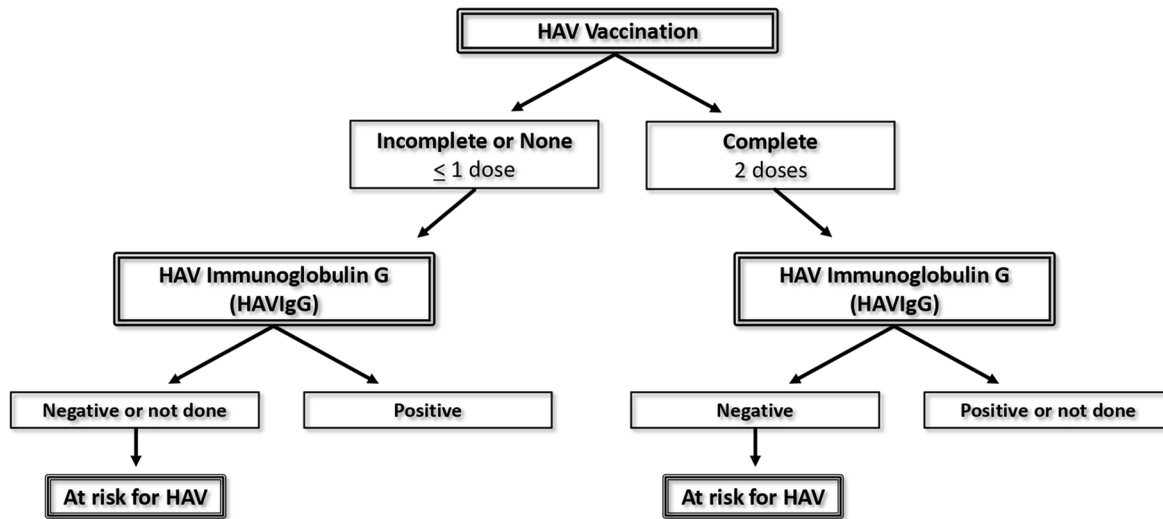 HAV Vaccination
Incomplete or None
≤ 1 dose
Complete
2 doses
HAV Immunoglobulin G
(HAVIgG)
HAV Immunoglobulin G
(HAVIgG)
Negative or not done
Positive
Negative
Positive or not done
At risk for HAV
At risk for HAV